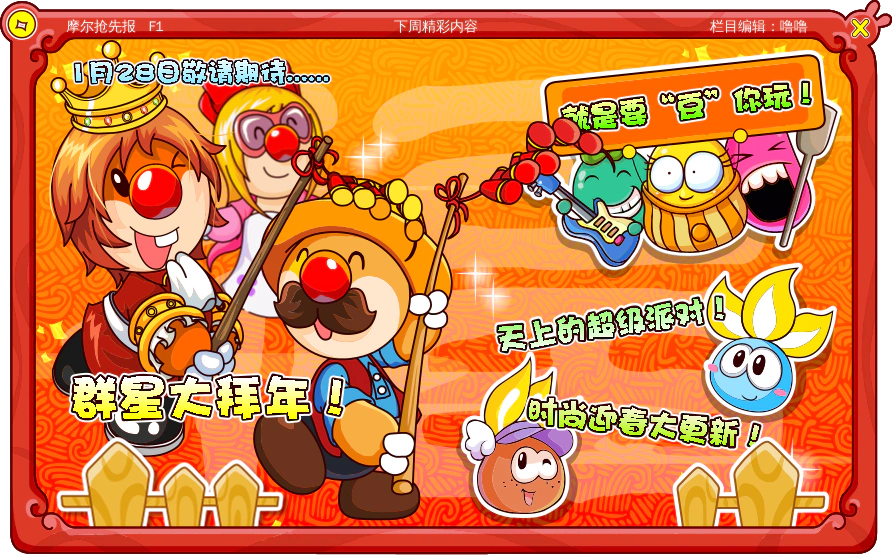 摩尔抢先报 F1
下周精彩内容
栏目编辑：噜噜
1月28日敬请期待......
就是要“豆”你玩！
天上的超级派对！
群星大拜年！
时尚迎春大更新！